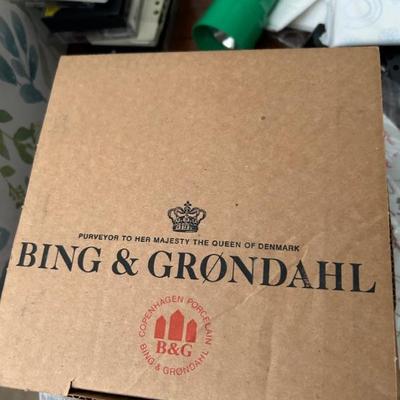 PURVEYOR TO HER MAJESTY THE QUEEN OF DENMARK
BING & GRØNDAHL
COPENHAGEN PORCELAIN
B&G
BING & GRØNDAHL